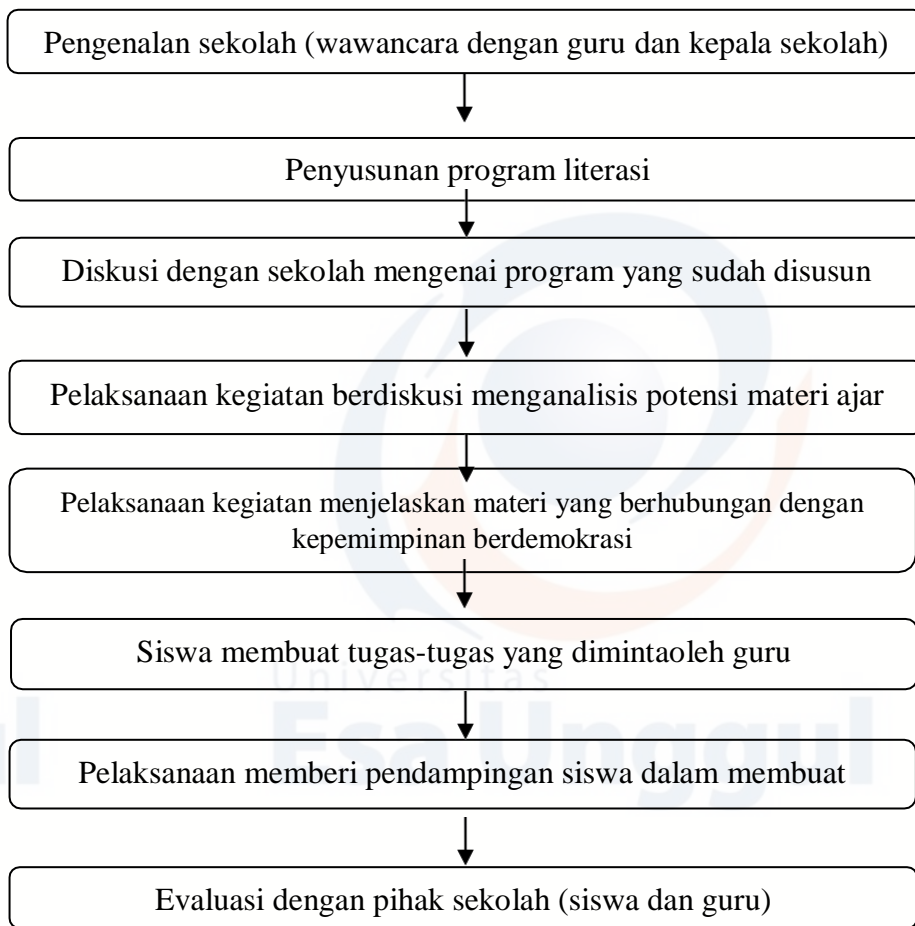 Pengenalan sekolah (wawancara dengan guru dan kepala sekolah)
Penyusunan program literasi
Diskusi dengan sekolah mengenai program yang sudah disusun
Pelaksanaan kegiatan berdiskusi menganalisis potensi materi ajar
Pelaksanaan kegiatan menjelaskan materi yang berhubungan dengan
kepemimpinan berdemokrasi
Siswa membuat tugas-tugas yang dimintaoleh guru
Universitas
ul Esa Unggul
Pelaksanaan memberi pendampingan siswa dalam membuat
Evaluasi dengan pihak sekolah (siswa dan guru)